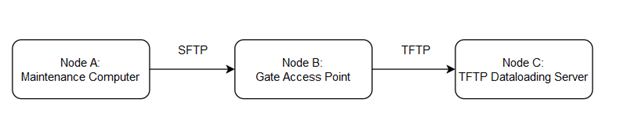 Node A:
Maintenance Computer
SFTP
Node B:
Gate Access Point
TFTP
Node C:
TFTP Dataloading Server